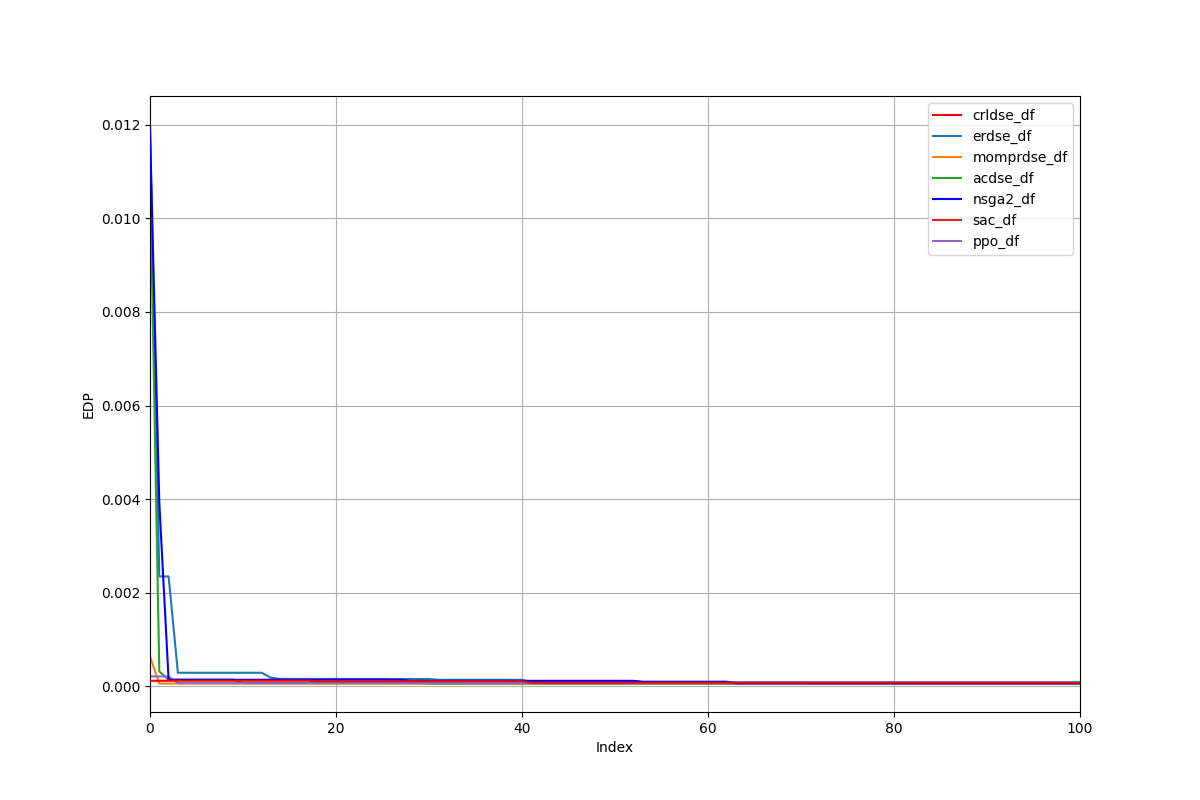 0.012
0.010
0.008
0.006
0.004
0.002
0.000
EDP
0
20
40
60
80
100
Index
crldse_df
erdse_df
momprdse_df
acdse_df
nsga2_df
sac_df
ppo_df